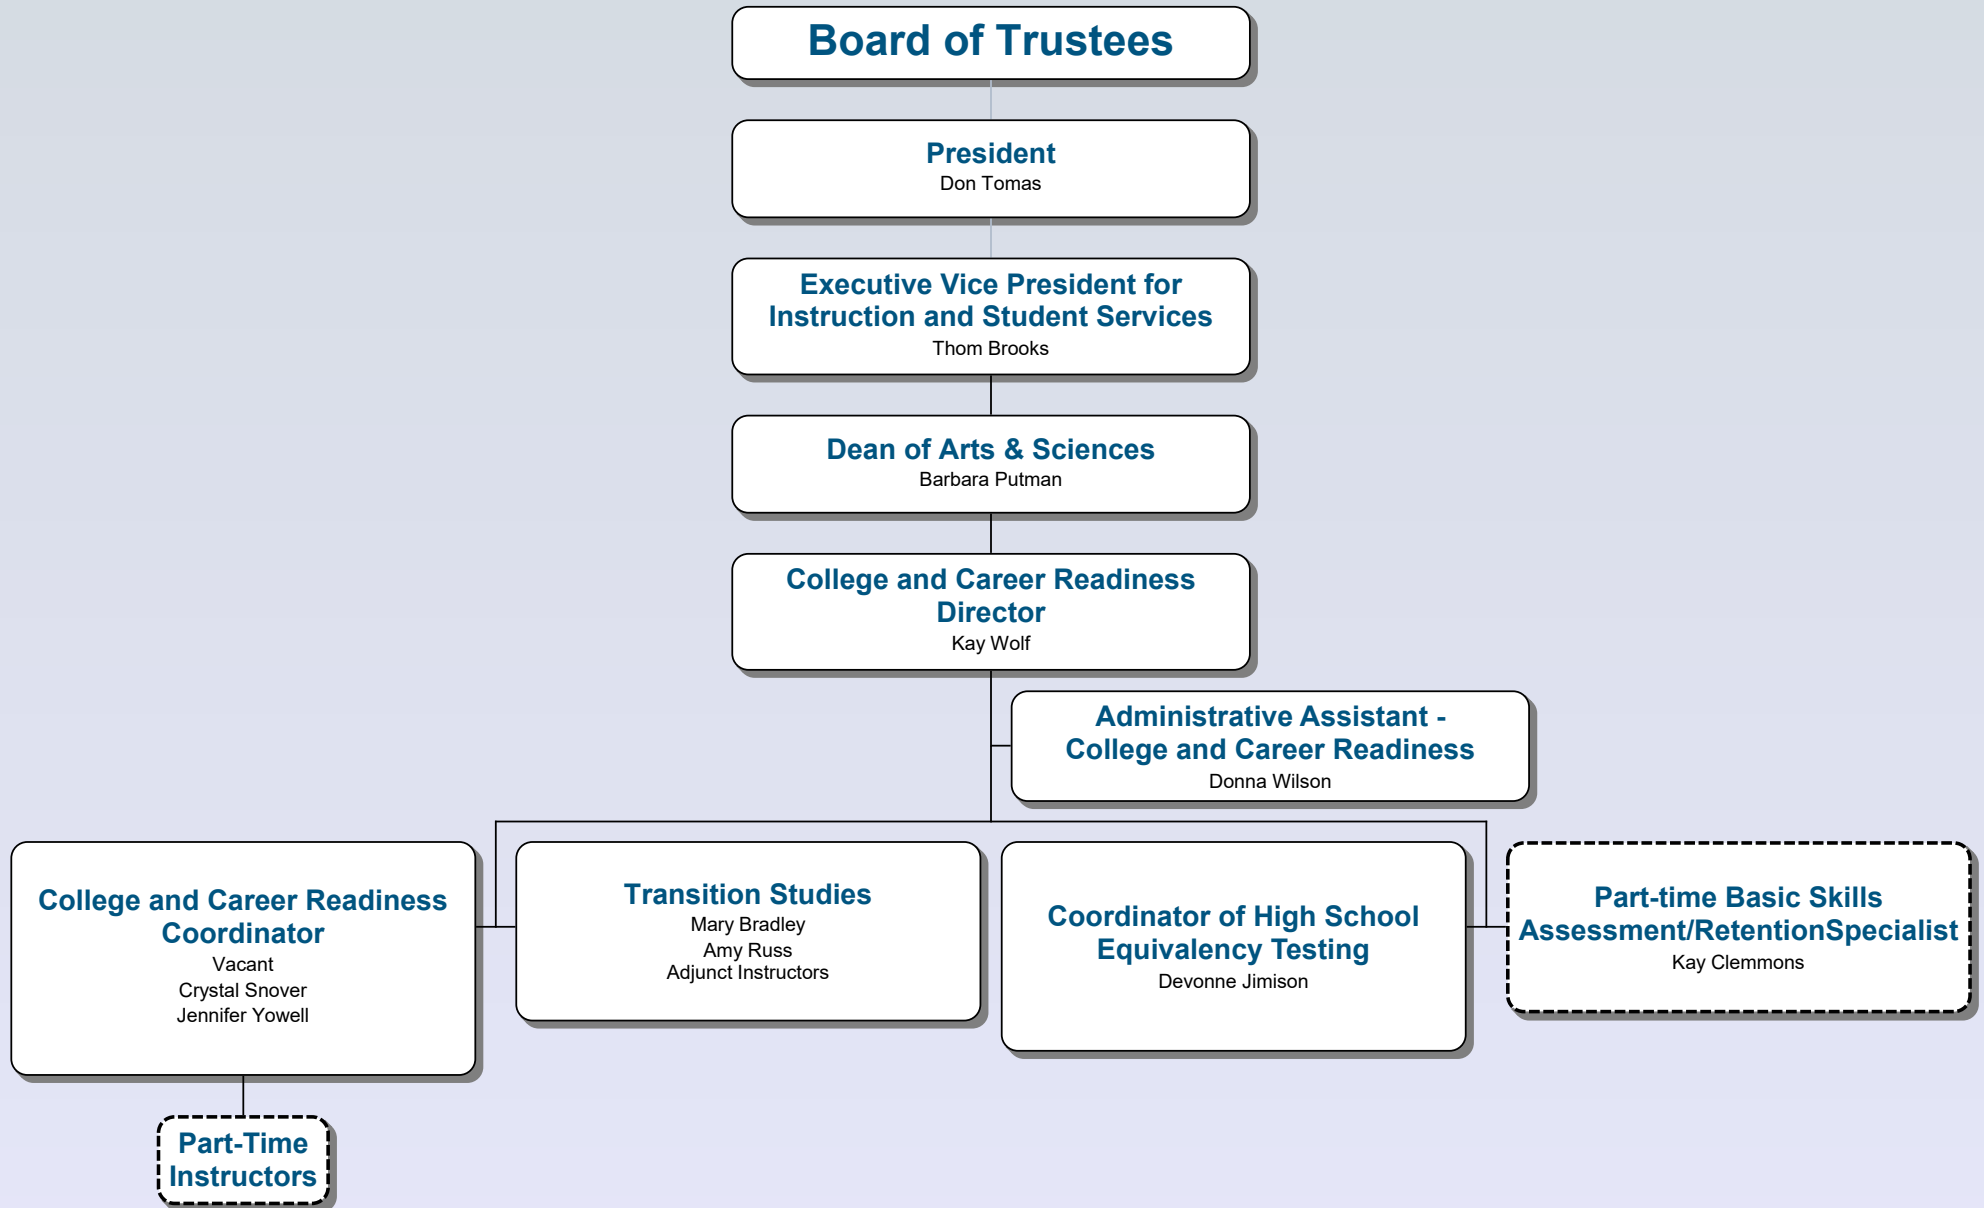 Board of Trustees
President
Don Tomas
Executive Vice President for
Instruction and Student Services
Thom Brooks
Dean of Arts & Sciences
Barbara Putman
College and Career Readiness
Director
Kay Wolf
Administrative Assistant -
College and Career Readiness
Donna Wilson
College and Career Readiness
Coordinator
Vacant
Crystal Snover
Jennifer Yowell
Transition Studies
Mary Bradley
Amy Russ
Adjunct Instructors
Coordinator of High School
Equivalency Testing
Devonne Jimison
Part-time Basic Skills
Assessment/RetentionSpecialist
Kay Clemmons
Part-Time
Instructors